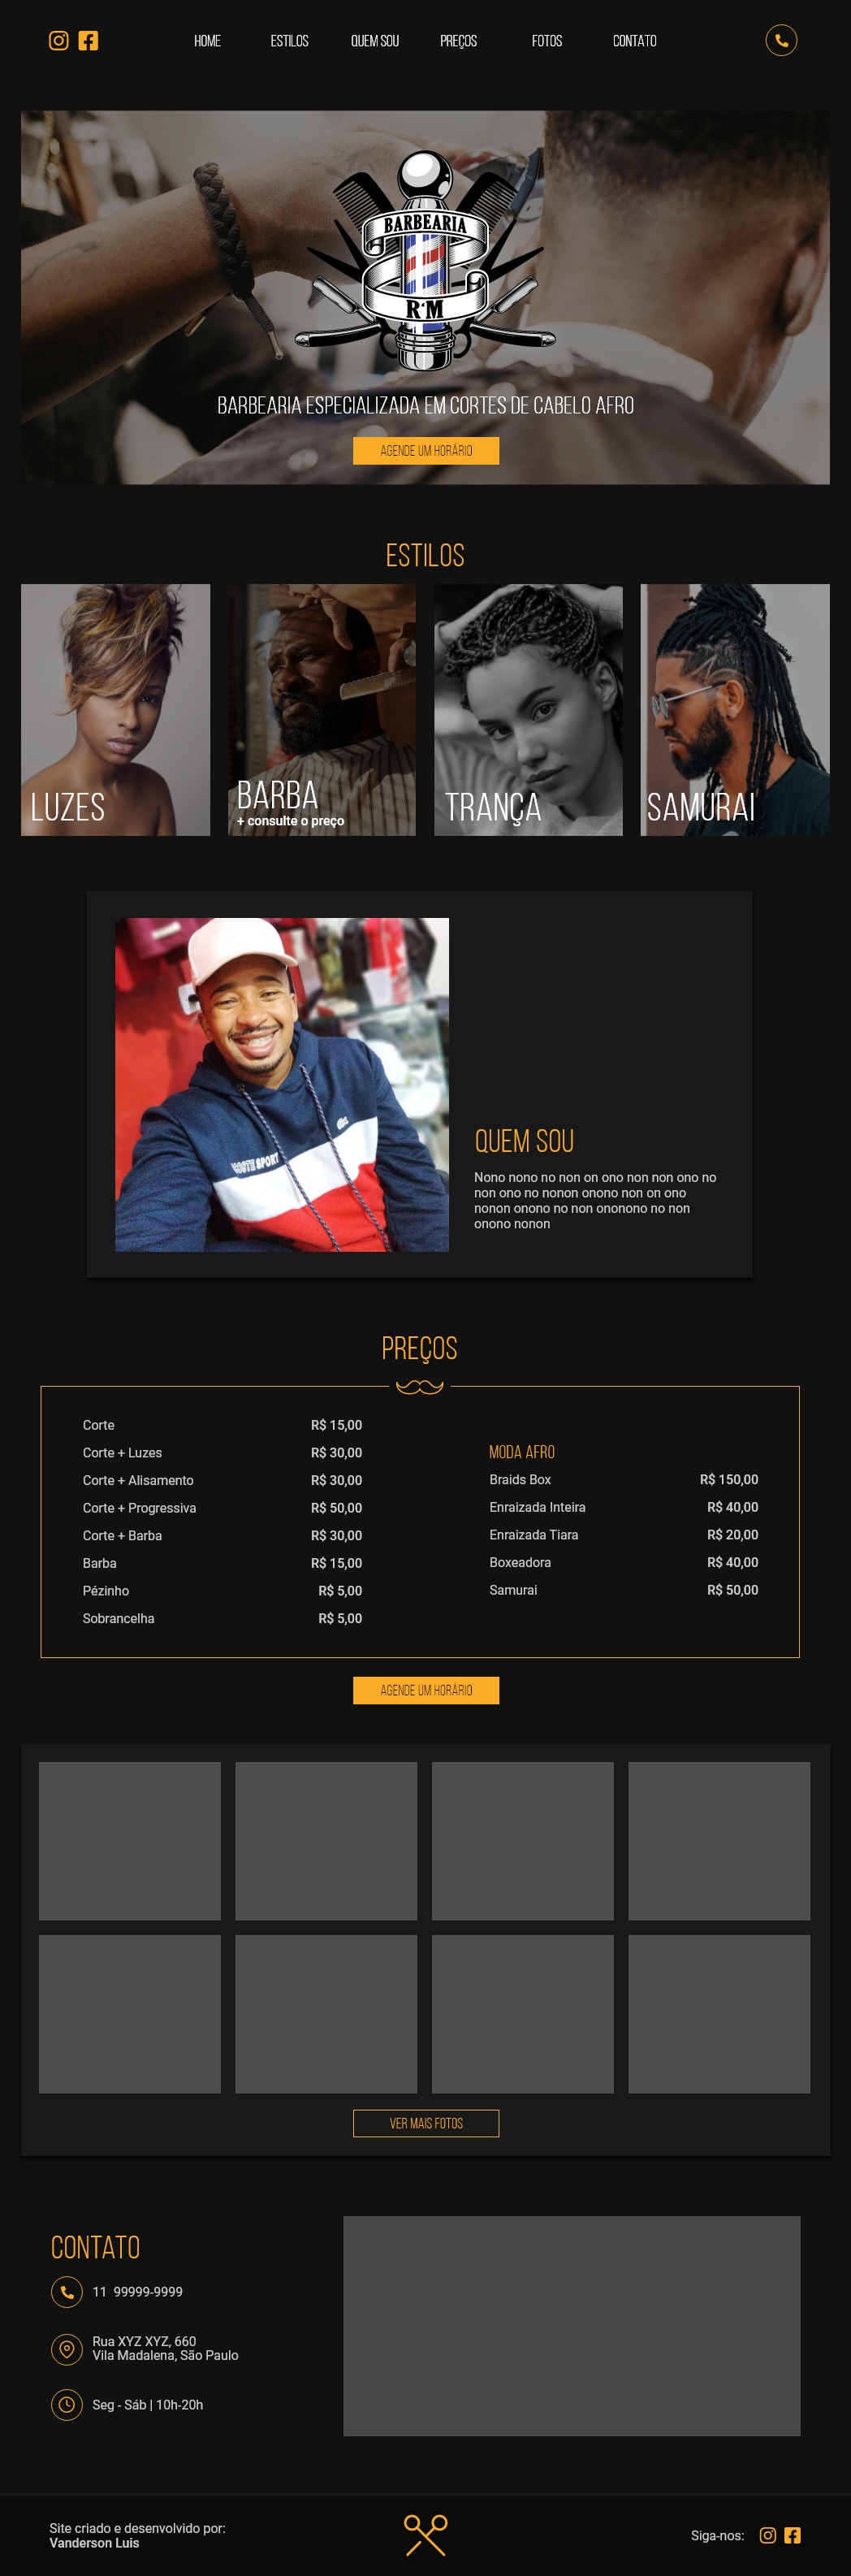 HOME ESTILOS QUEM SOU PREÇOS FOTOS CONTATO
BARBEARIA
R'M
BARBEARIA ESPECIALIZADA EM CORTES DE CABELO AFRO
AGENDE UM HORÁRIO
ESTILOS
LUZES
BARBA
+ consulte o preço
TRANÇA
SAMURAI
SPORT
QUEM SOU
Nono nono no non on ono non non ono no
non ono no nonon onono non on ono
nonon onono no non ononono no non
onono nonon
PREÇOS
Corte R$ 15,00
Corte + Luzes R$ 30,00
Corte + Alisamento R$ 30,00
Corte + Progressiva R$ 50,00
Corte + Barba R$ 30,00
Barba R$ 15,00
Pézinho R$ 5,00
Sobrancelha R$ 5,00
MODA AFRO
Braids Box R$ 150,00
Enraizada Inteira R$ 40,00
Enraizada Tiara R$ 20,00
Boxeadora R$ 40,00
Samurai R$ 50,00
AGENDE UM HORÁRIO
VER MAIS FOTOS
CONTATO
11 99999-9999
Rua XYZ XYZ, 660
Vila Madalena, São Paulo
Seg - Sáb | 10h-20h
Site criado e desenvolvido por:
Vanderson Luis
Siga-nos: